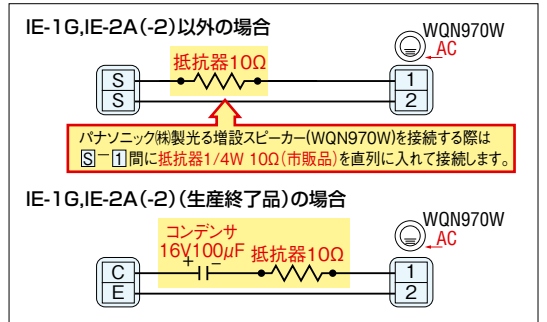 IE-1G,IE-2A(-2)以外の場合
WQN970W
AC
抵抗器10Ω
S
S
1
2
パナソニック㈱製光る増設スピーカー(WQN970W)を接続する際は
S－1間に抵抗器1/4W 10Ω(市販品)を直列に入れて接続します。
IE-1G,IE-2A(-2)(生産終了品)の場合
WQN970W
AC
コンデンサ
16V100μF
抵抗器10Ω
+ −
C
E
1
2